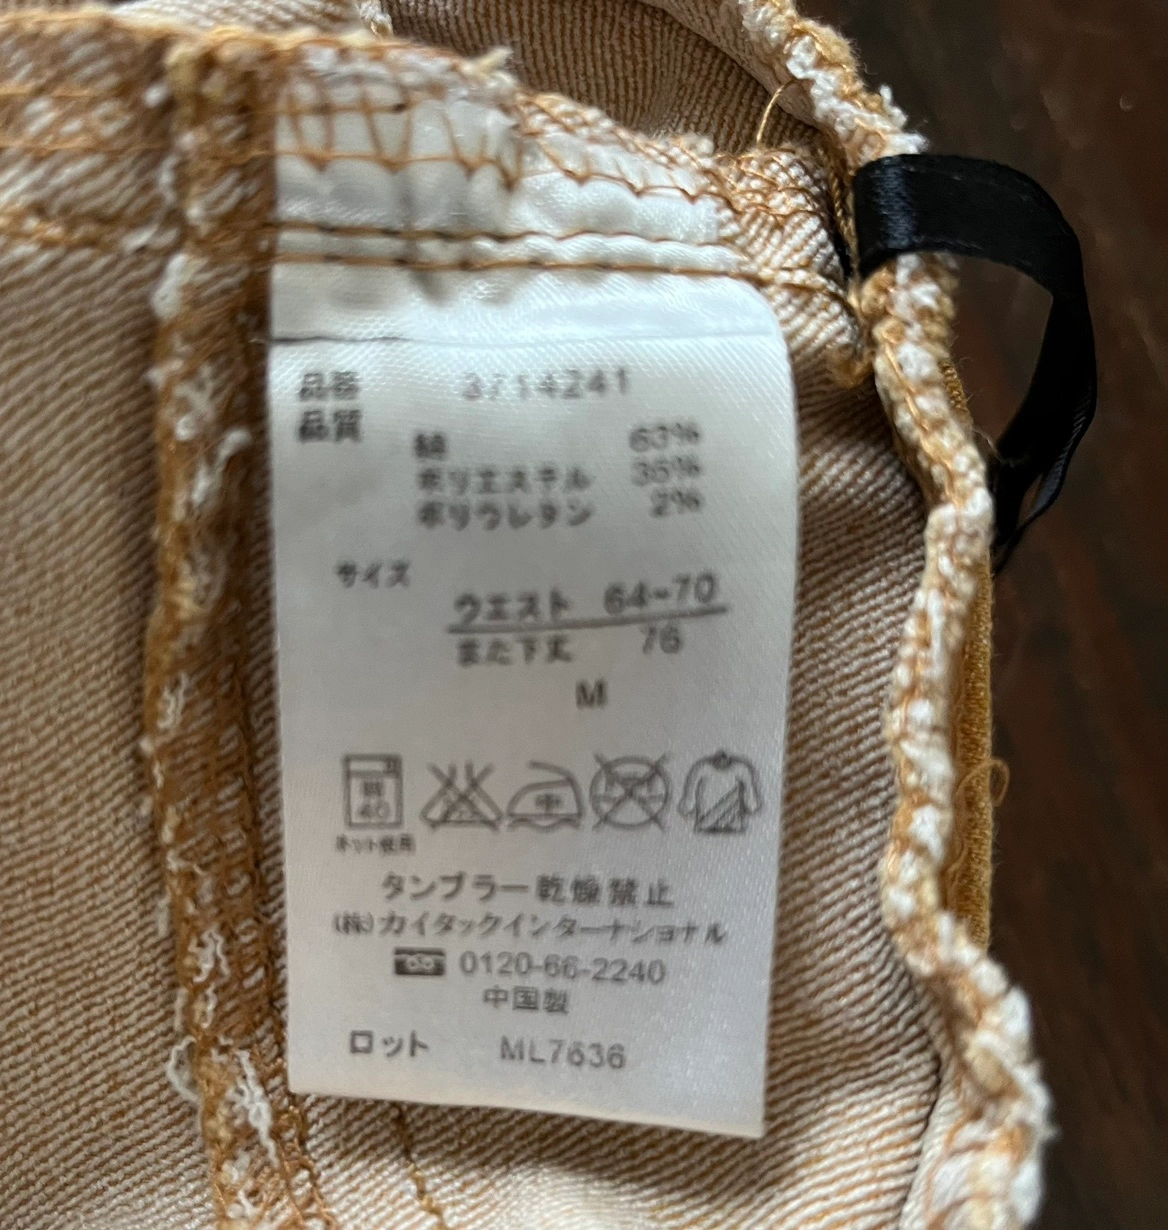 品番 3714241
品質
綿 63%
ポリエステル 35%
ポリウレタン 2%
サイズ
ウエスト 64-70
また下丈 76
M
40
中
ネット使用
タンブラー乾燥禁止
(株)カイタックインターナショナル
0120-66-2240
中国製
ロット ML7636